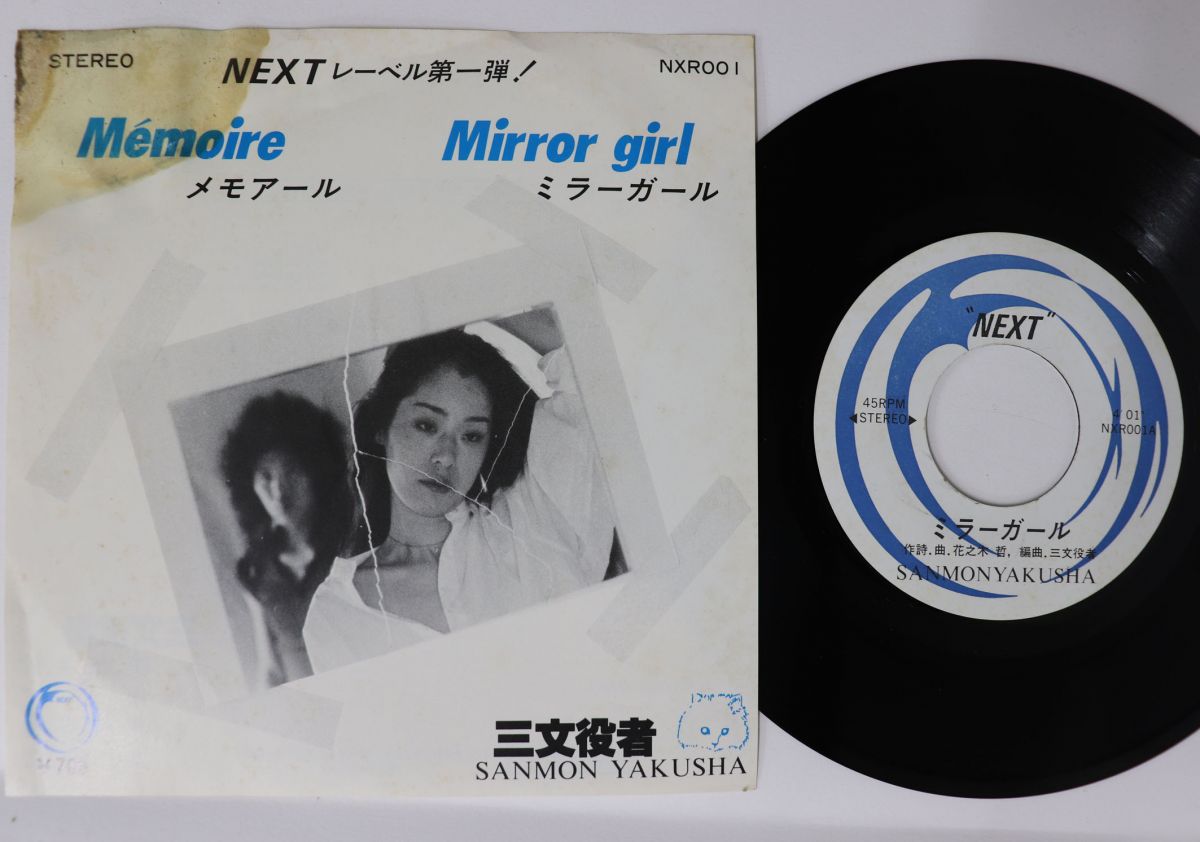 STEREO
NEXTレーベル第一弾!
NXR001
Mémoire
メモアール
Mirror girl
ミラーガール
NEXT
三文役者
SANMON YAKUSHA
"NEXT"
45RPM
◀STEREO▶
NXR001A
ミラーガール
作詩.曲.花之木 哲, 編曲.三文役者
SANMONYAKUSHA